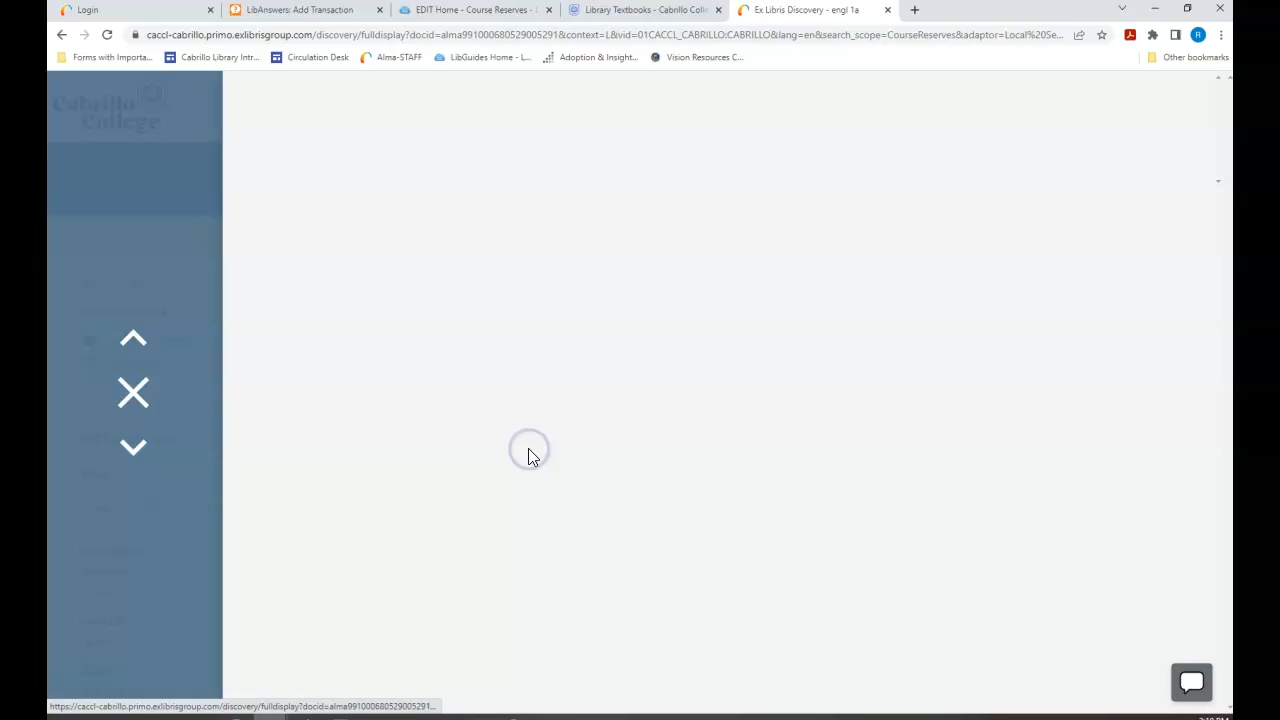 Login
LibAnswers: Add Transaction
EDIT Home - Course Reserves - L
Library Textbooks - Cabrillo Colle
Ex Libris Discovery - engl 1a
caccl-cabrillo.primo.exlibrisgroup.com/discovery/fulldisplay?docid=alma991000680529005291&context=L&vid=01CACCL_CABRILLO:CABRILLO&lang=en&search_scope=CourseReserves&adaptor=Local%20Se...
R
Forms with Importa...
Cabrillo Library Intr...
Circulation Desk
Alma-STAFF
LibGuides Home - L...
Adoption & Insight...
Vision Resources C...
Other bookmarks
Cabrillo
College
https://caccl-cabrillo.primo.exlibrisgroup.com/discovery/fulldisplay?docid=alma991000680529005291...